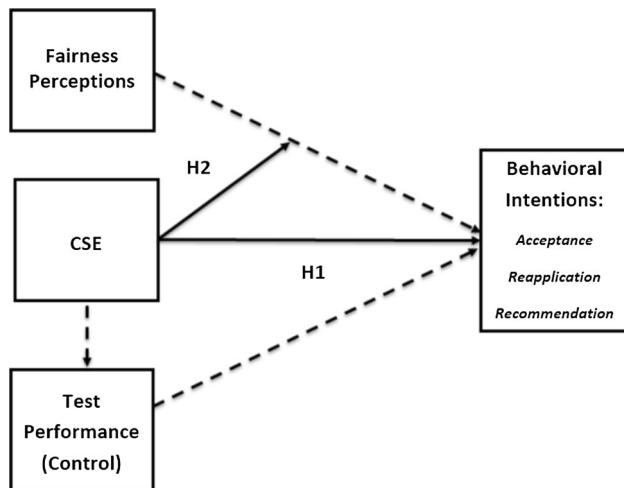 Fairness
Perceptions
H2
CSE
H1
Behavioral
Intentions:
Acceptance
Reapplication
Recommendation
Test
Performance
(Control)